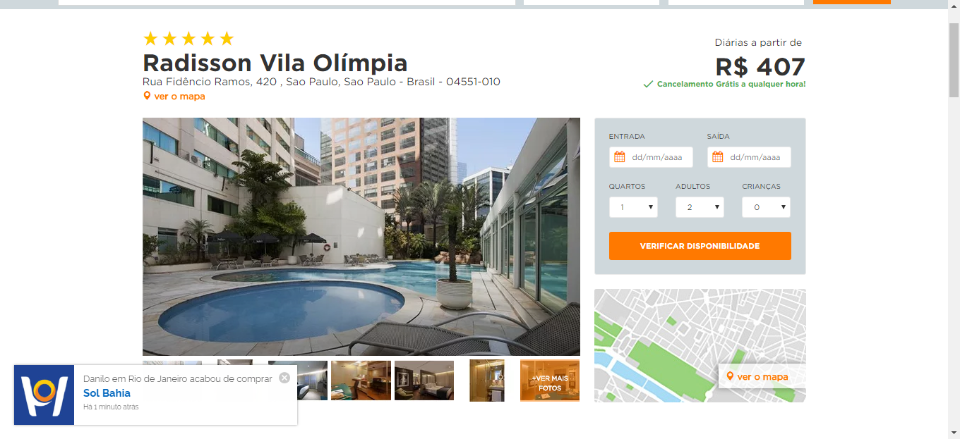 Diárias a partir de
Radisson Vila Olímpia
R$ 407
Rua Fidêncio Ramos, 420 , Sao Paulo, Sao Paulo - Brasil - 04551-010
Cancelamento Grátis a qualquer hora!
ver o mapa
ENTRADA
SAÍDA
dd/mm/aaaa
dd/mm/aaaa
QUARTOS
ADULTOS
CRIANÇAS
1
2
0
VERIFICAR DISPONIBILIDADE
ver o mapa
+VER MAIS
FOTOS
Danilo em Rio de Janeiro acabou de comprar
Sol Bahia
Há 1 minuto atrás